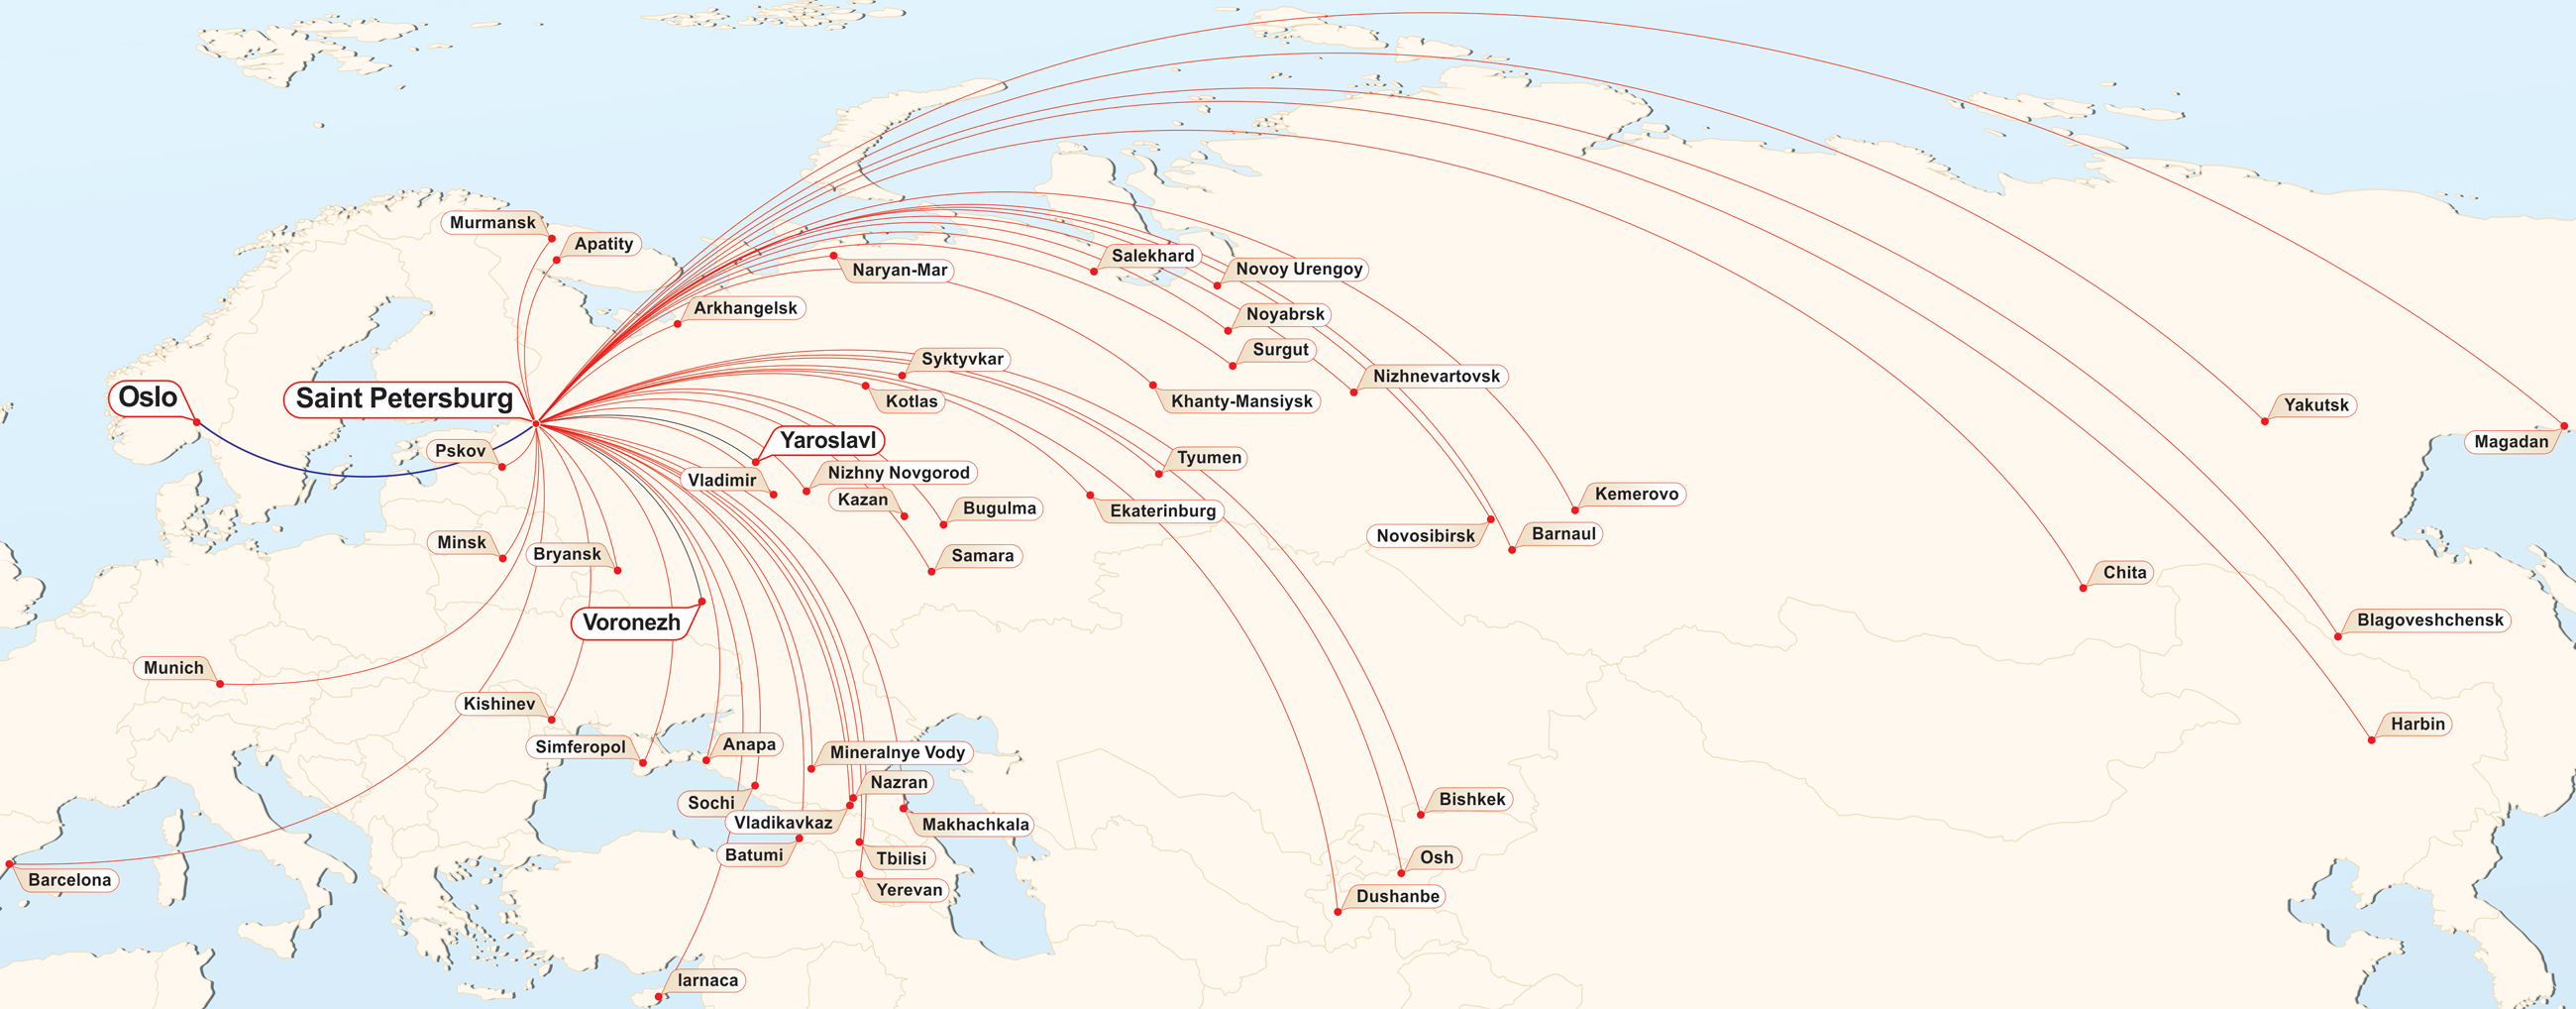 Murmansk
Apatity
Naryan-Mar
Salekhard
Novoy Urengoy
Arkhangelsk
Noyabrsk
Surgut
Syktyvkar
Nizhnevartovsk
Oslo
Saint Petersburg
Kotlas
Khanty-Mansiysk
Yakutsk
Magadan
Pskov
Yaroslavl
Tyumen
Vladimir
Nizhny Novgorod
Kazan
Bugulma
Ekaterinburg
Kemerovo
Novosibirsk
Barnaul
Minsk
Bryansk
Samara
Chita
Voronezh
Blagoveshchensk
Munich
Kishinev
Harbin
Simferopol
Anapa
Mineralnye Vody
Nazran
Sochi
Bishkek
Vladikavkaz
Makhachkala
Batumi
Tbilisi
Osh
Barcelona
Yerevan
Dushanbe
larnaca